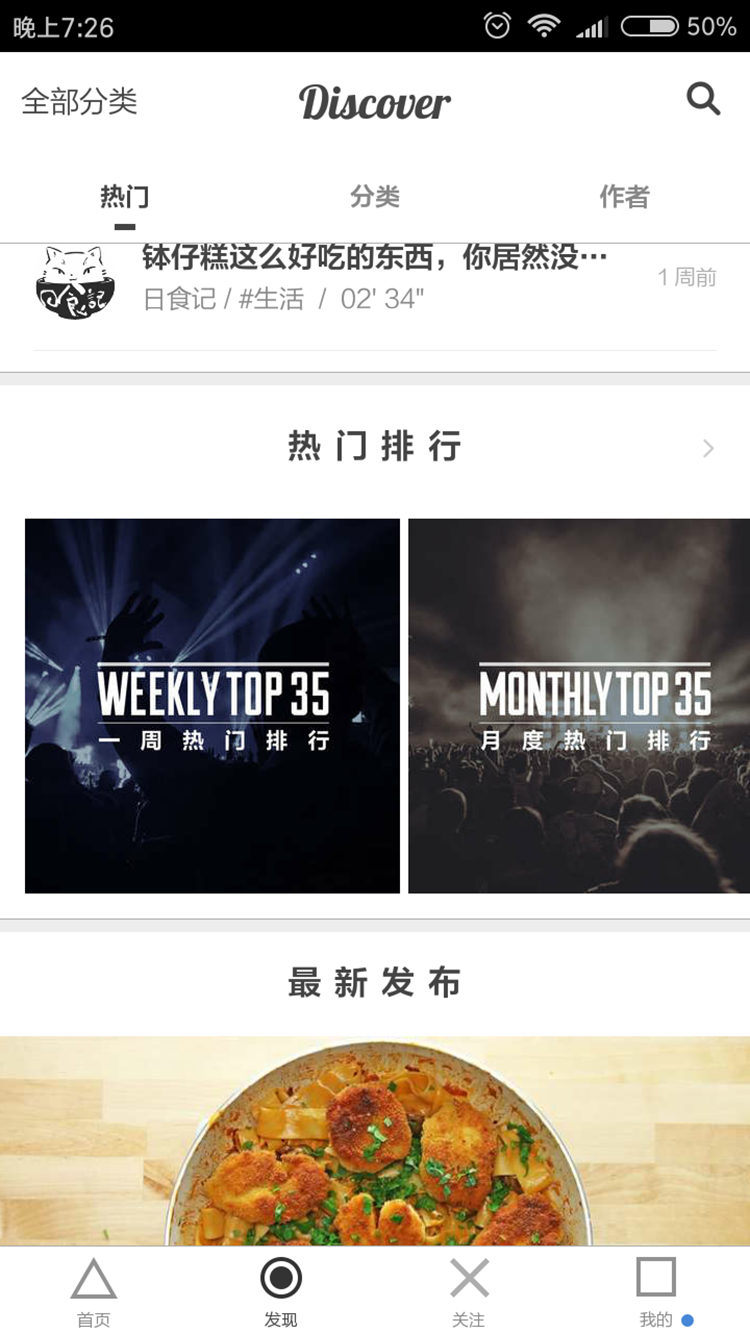 晚上7:26
50%
全部分类
Discover
热门
分类
作者
钵仔糕这么好吃的东西，你居然没…
1周前
日食记 / #生活 / 02' 34"
日食記
热门排行
WEEKLY TOP 35
一周热门排行
MONTHLY TOP 35
月度热门排行
最新发布
首页
发现
关注
我的